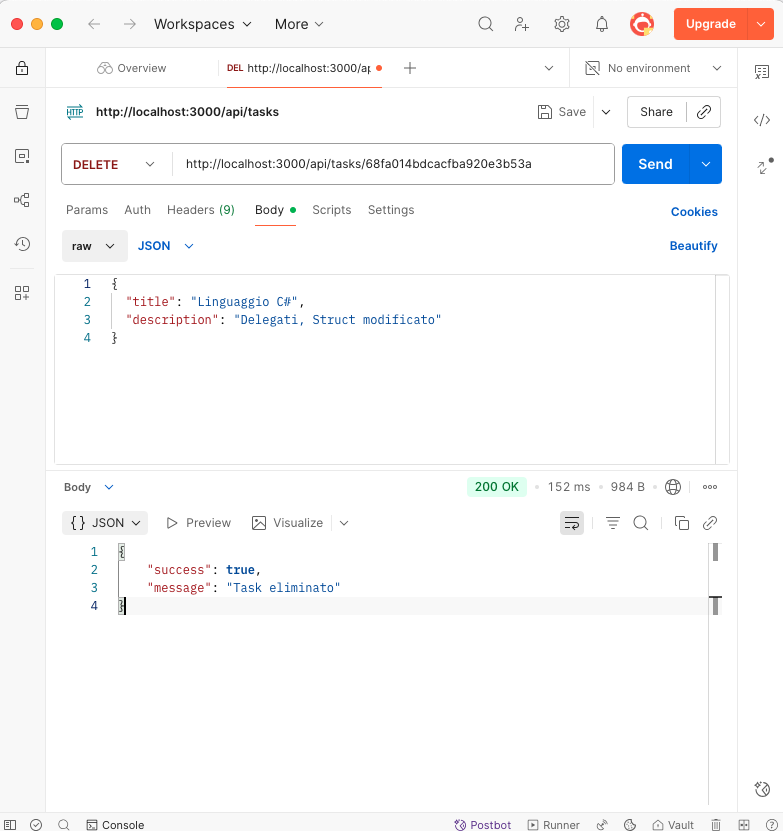 Workspaces More Upgrade
Overview DEL http://localhost:3000/ap No environment
HTTP http://localhost:3000/api/tasks Save Share
DELETE http://localhost:3000/api/tasks/68fa014bdcacfba920e3b53a Send
Params Auth Headers (9) Body Scripts Settings Cookies
raw JSON Beautify
1 {
2 "title": "Linguaggio C#",
3 "description": "Delegati, Struct modificato"
4 }
Body 200 OK 152 ms 984 B
{} JSON Preview Visualize
1 {
2 "success": true,
3 "message": "Task eliminato"
4 }
Console Postbot Runner Vault